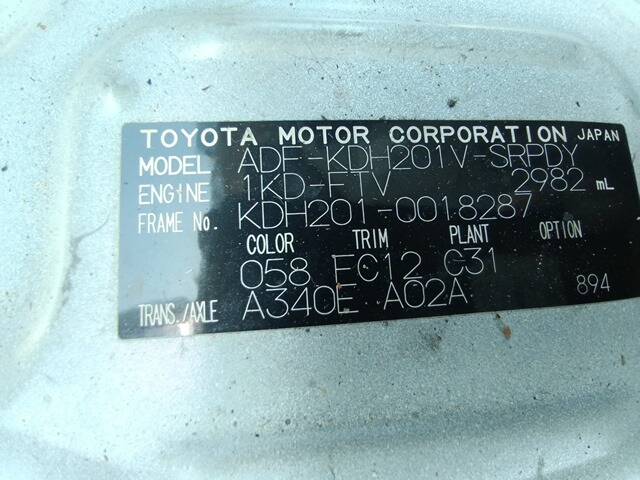 TOYOTA MOTOR CORPORATION JAPAN
MODEL ADF-KDH201V-SRPDY
ENGINE 1KD-FTV 2982 mL
FRAME No. KDH201-0018287
COLOR TRIM PLANT OPTION
058 FC12 C31
TRANS./AXLE A340E A02A 894